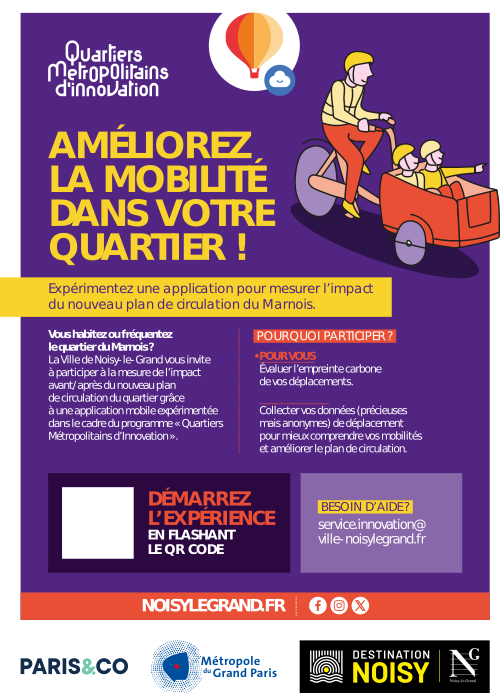 Quartiers
Métropolitains
d'innovation
AMÉLIOREZ
LA MOBILITÉ
DANS VOTRE
QUARTIER !
Expérimentez une application pour mesurer l'impact
du nouveau plan de circulation du Marnois.
Vous habitez ou fréquentez
le quartier du Marnois ?
La Ville de Noisy-le-Grand vous invite
à participer à la mesure de l'impact
avant/après du nouveau plan
de circulation du quartier grâce
à une application mobile expérimentée
dans le cadre du programme « Quartiers
Métropolitains d'Innovation ».
POURQUOI PARTICIPER ?
•POUR VOUS
Évaluer l'empreinte carbone
de vos déplacements.
Collecter vos données (précieuses
mais anonymes) de déplacement
pour mieux comprendre vos mobilités
et améliorer le plan de circulation.
DÉMARREZ
L'EXPÉRIENCE
EN FLASHANT
LE QR CODE
BESOIN D'AIDE ?
service.innovation@
ville-noisylegrand.fr
NOISYLEGRAND.FR
PARIS&CO
Métropole
du Grand Paris
DESTINATION
NOISY
NG
Noisy-le-Grand